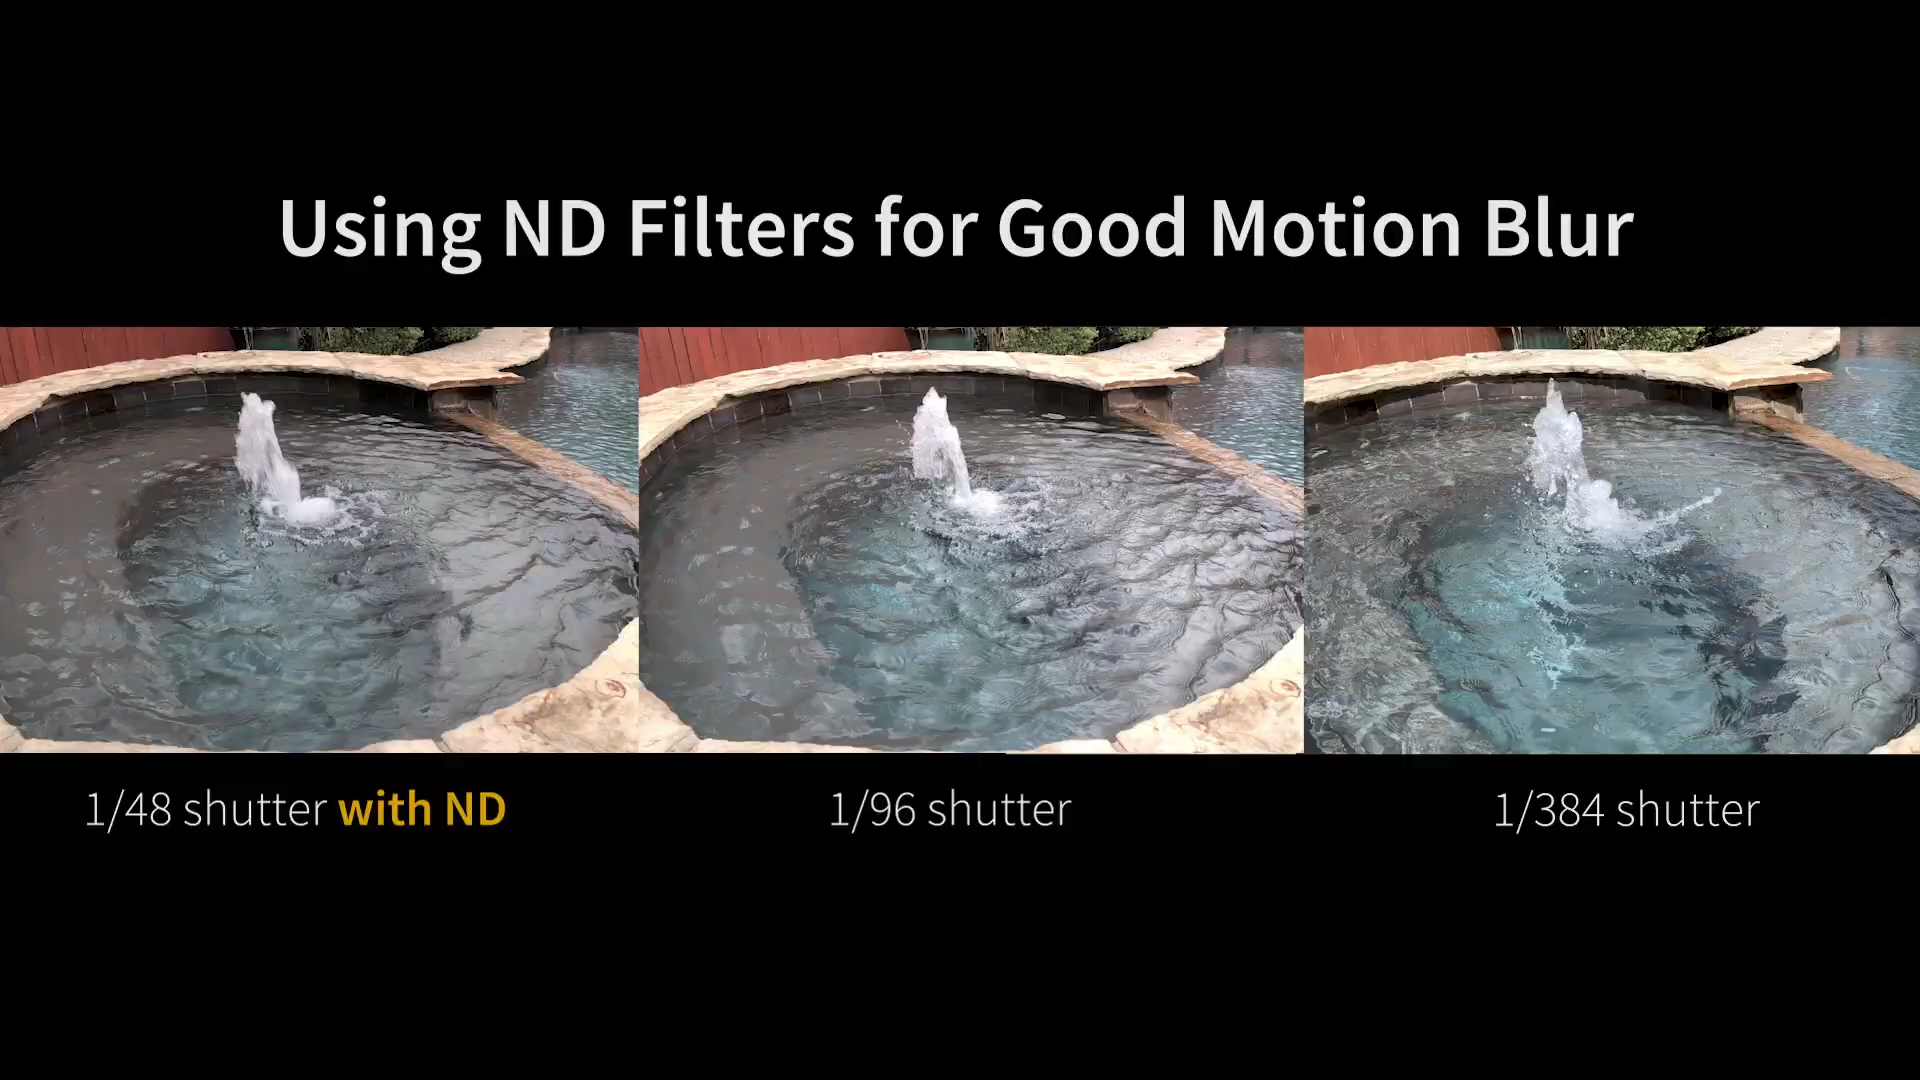 Using ND Filters for Good Motion Blur
1/48 shutter with ND
1/96 shutter
1/384 shutter